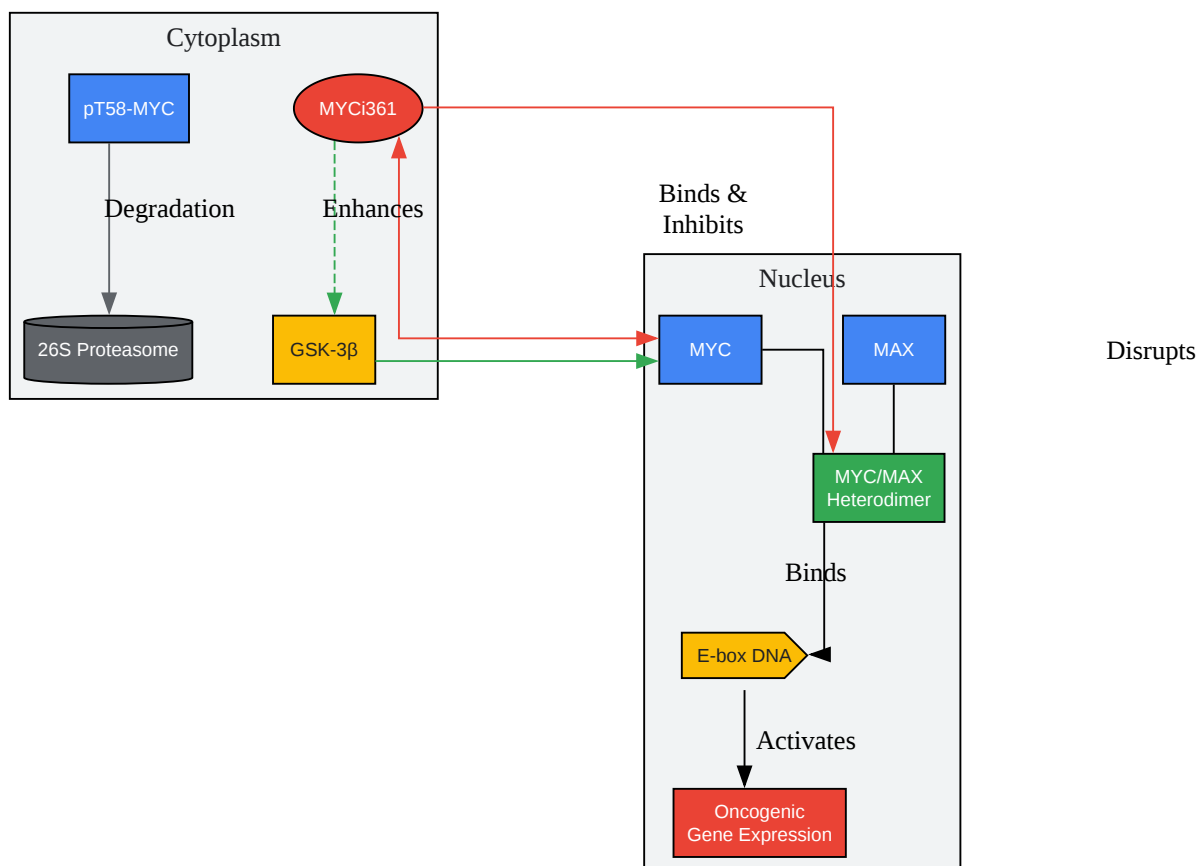 Cytoplasm
pT58-MYC
MYCi361
Degradation
Enhances
Binds &
Inhibits
26S Proteasome
GSK-3β
Nucleus
MYC
MAX
Disrupts
MYC/MAX
Heterodimer
Binds
E-box DNA
Activates
Oncogenic
Gene Expression